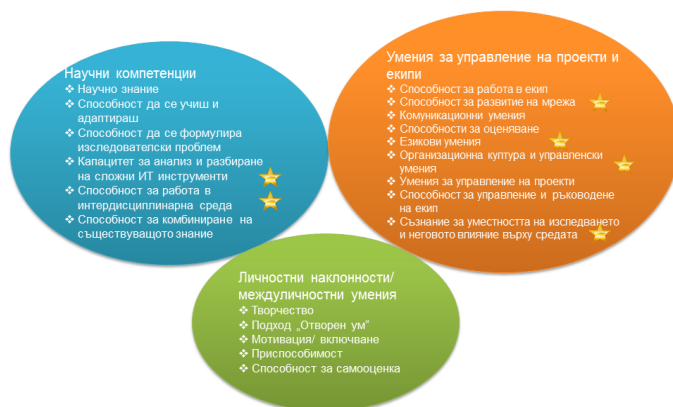 Научни компетенции
❖ Научно знание
❖ Способност да се учиш и
адаптираш
❖ Способност да се формулира
изследователски проблем
❖ Капацитет за анализ и разбиране
на сложни ИТ инструменти
❖ Способност за работа в
интердисциплинарна среда
❖ Способност за комбиниране на
съществуващото знание
Умения за управление на проекти и
екипи
❖ Способност за работа в екип
❖ Способност за развитие на мрежа
❖ Комуникационни умения
❖ Способности за оценяване
❖ Езикови умения
❖ Организационна култура и управленски
умения
❖ Умения за управление на проекти
❖ Способност за управление и ръководене
на екип
❖ Съзнание за уместността на изследването
и неговото влияние върху средата
Личностни наклонности/
междуличностни умения
❖ Творчество
❖ Подход „Отворен ум"
❖ Мотивация/ включване
❖ Приспособимост
❖ Способност за самооценка